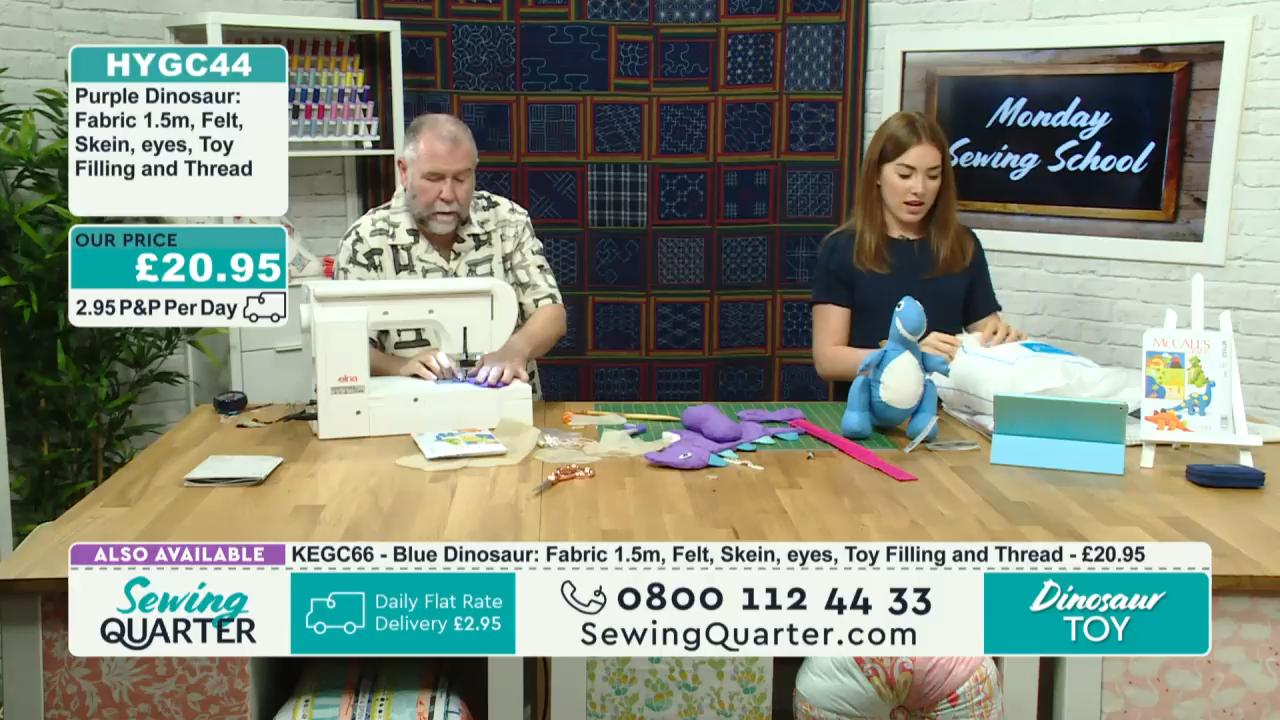 HYGC44
Purple Dinosaur:
Fabric 1.5m, Felt,
Skein, eyes, Toy
Filling and Thread
OUR PRICE
£20.95
2.95 P&P Per Day
Monday
Sewing School
elna
McCALL'S
ALSO AVAILABLE
KEGC66 - Blue Dinosaur: Fabric 1.5m, Felt, Skein, eyes, Toy Filling and Thread - £20.95
Sewing
QUARTER
Daily Flat Rate
Delivery £2.95
0800 112 44 33
SewingQuarter.com
Dinosaur
TOY